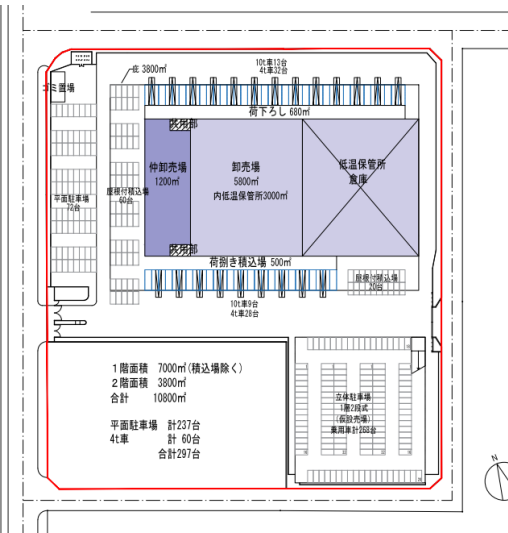 10t車13台
4t車32台
庇 3800㎡
ゴミ置場
荷下ろし 680㎡
共用部
仲卸売場
1200㎡
卸売場
5800㎡
内低温保管所3000㎡
低温保管所
倉庫
屋根付積込場
60台
平面駐車場
72台
共用部
荷捌き積込場 500㎡
屋根付積込場
20台
10t車9台
4t車28台
1階面積 7000㎡(積込場除く)
2階面積 3800㎡
合計 10800㎡
平面駐車場 計237台
4t車 計 60台
合計297台
立体駐車場
1層2段式
(仮設売場)
乗用車計268台
N